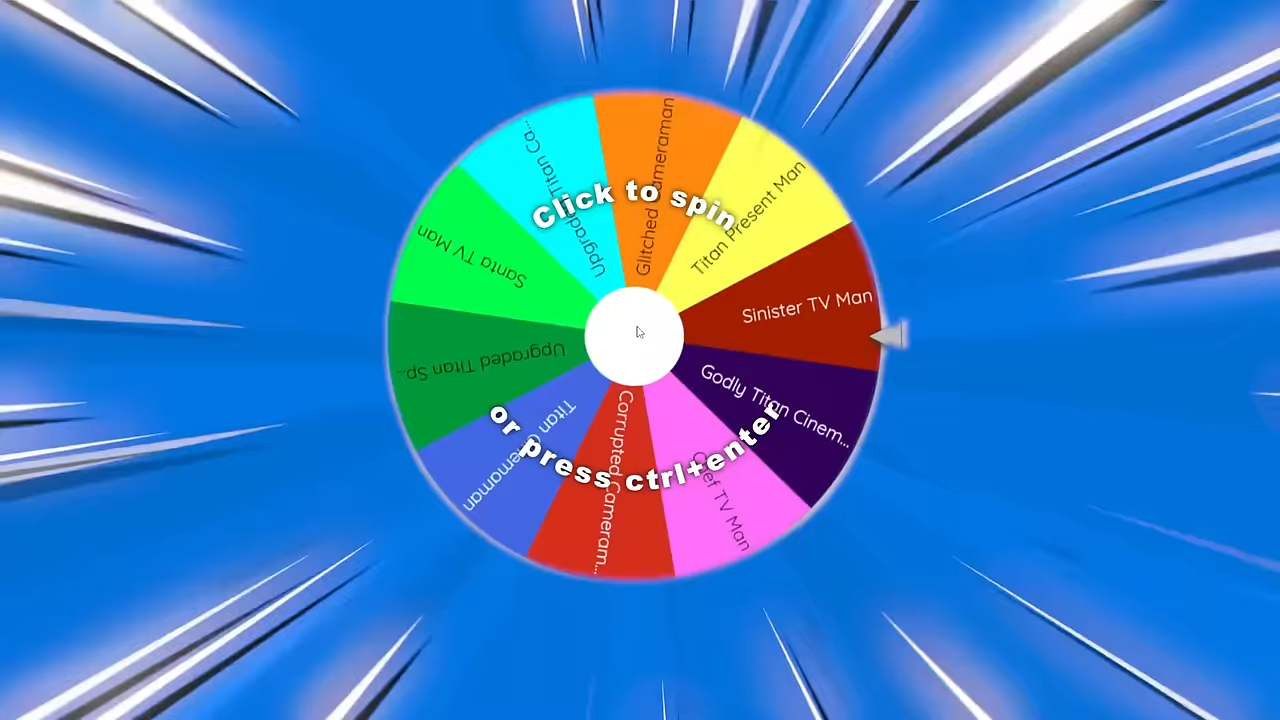 Click to spin
or press ctrl+enter
Glitched Cameraman
Titan Present Man
Sinister TV Man
Godly Titan Cinem...
Chef TV Man
Corrupted Cameram...
Titan
Upgraded Titan Sp...
Santa TV Man
Upgraded Titan Ca...